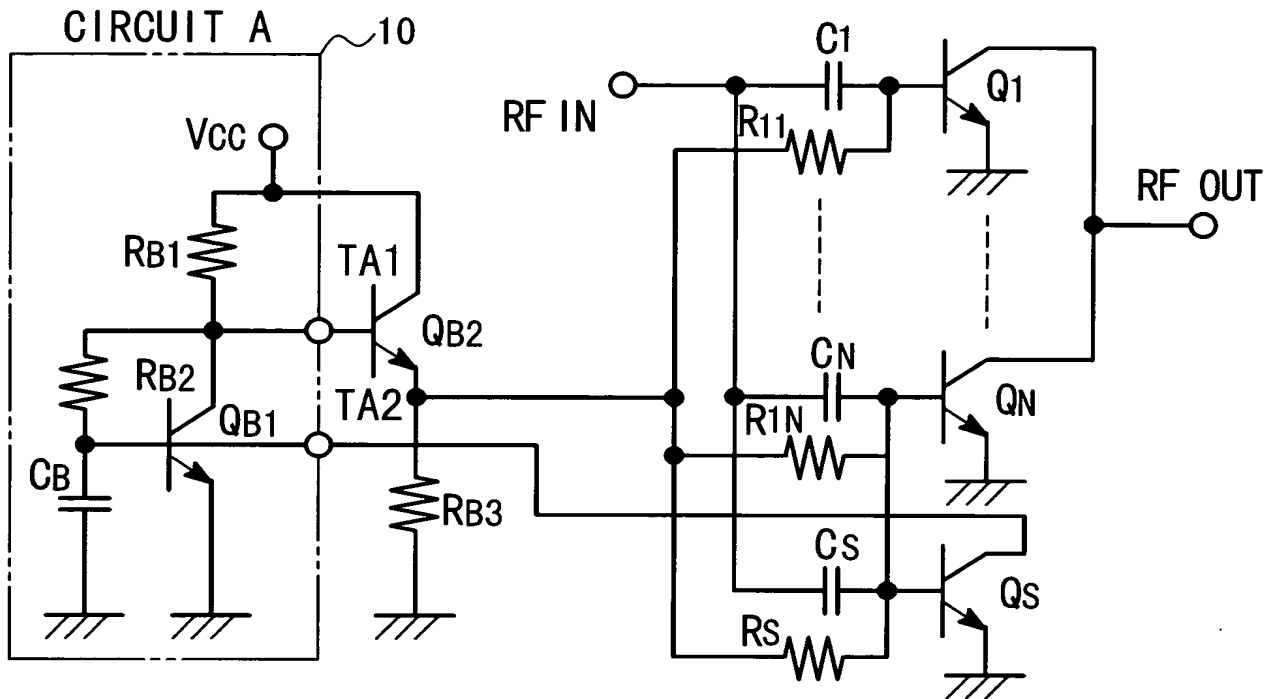 CIRCUIT A
10
VCC
RB1
TA1
QB2
RB2
QB1
TA2
CB
RB3
RF IN
C1
Q1
R11
RF OUT
CN
QN
R1N
CS
QS
RS